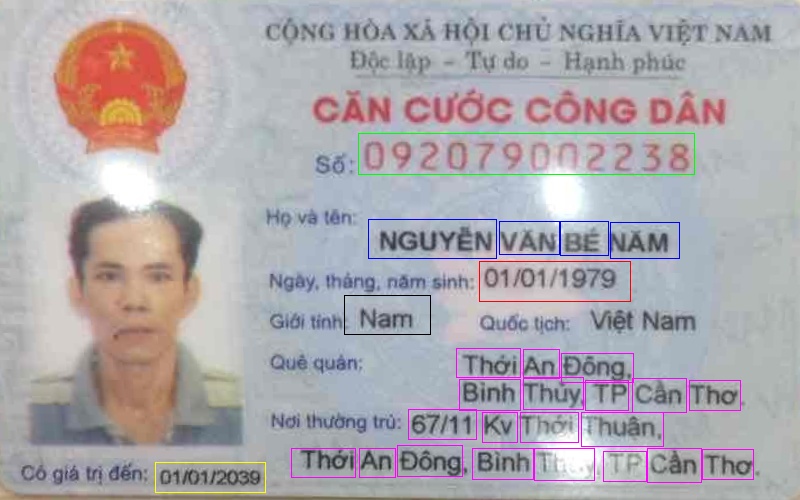 CỘNG HÒA XÃ HỘI CHỦ NGHĨA VIỆT NAM
Độc lập - Tự do - Hạnh phúc
CĂN CƯỚC CÔNG DÂN
Số: 092079002238
Họ và tên:
NGUYỄN VĂN BÉ NĂM
Ngày, tháng, năm sinh: 01/01/1979
Giới tính: Nam Quốc tịch: Việt Nam
Quê quán: Thới An Đông,
Bình Thủy, TP Cần Thơ.
Nơi thường trú: 67/11 Kv Thới Thuận,
Thới An Đông, Bình Thủy, TP Cần Thơ.
Có giá trị đến: 01/01/2039